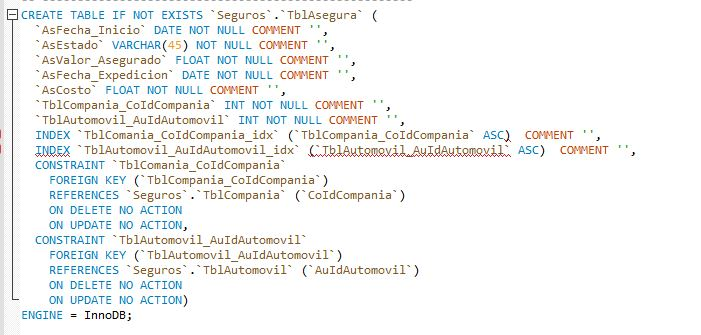 CREATE TABLE IF NOT EXISTS `Seguros`.`TblAsegura` (
`AsFecha_Inicio` DATE NOT NULL COMMENT '',
`AsEstado` VARCHAR(45) NOT NULL COMMENT '',
`AsValor_Asegurado` FLOAT NOT NULL COMMENT '',
`AsFecha_Expedicion` DATE NOT NULL COMMENT '',
`AsCosto` FLOAT NOT NULL COMMENT '',
`TblCompania_CoIdCompania` INT NOT NULL COMMENT '',
`TblAutomovil_AuIdAutomovil` INT NOT NULL COMMENT '',
INDEX `TblComania_CoIdCompania_idx` (`TblCompania_CoIdCompania` ASC)  COMMENT '',
INDEX `TblAutomovil_AuIdAutomovil_idx` (`TblAutomovil_AuIdAutomovil` ASC)  COMMENT '',
CONSTRAINT `TblComania_CoIdCompania`
FOREIGN KEY (`TblCompania_CoIdCompania`)
REFERENCES `Seguros`.`TblCompania` (`CoIdCompania`)
ON DELETE NO ACTION
ON UPDATE NO ACTION,
CONSTRAINT `TblAutomovil_AuIdAutomovil`
FOREIGN KEY (`TblAutomovil_AuIdAutomovil`)
REFERENCES `Seguros`.`TblAutomovil` (`AuIdAutomovil`)
ON DELETE NO ACTION
ON UPDATE NO ACTION)
ENGINE = InnoDB;